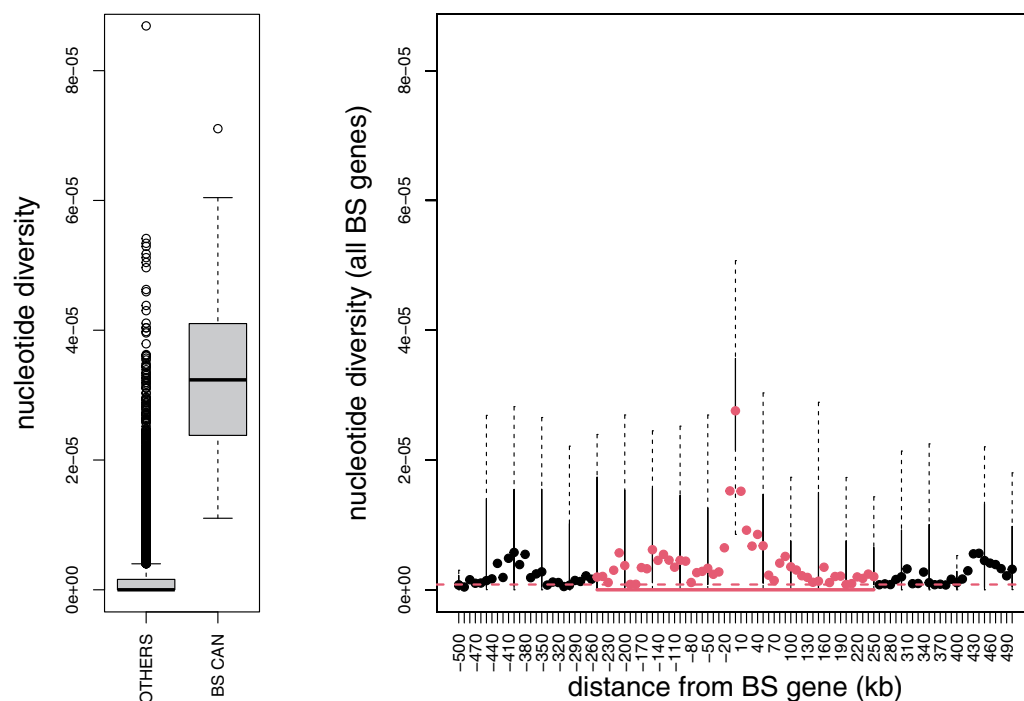 nucleotide diversity
0e+00 2e-05 4e-05 6e-05 8e-05
OTHERS BS CAN
nucleotide diversity (all BS genes)
0e+00 2e-05 4e-05 6e-05 8e-05
-500 -470 -440 -410 -380 -350 -290 -260 -230 -200 -170 -140 -110 -80 -50 -20 10 40 70 100 130 160 190 220 250 280 310 340 370 400 430 460 490
distance from BS gene (kb)